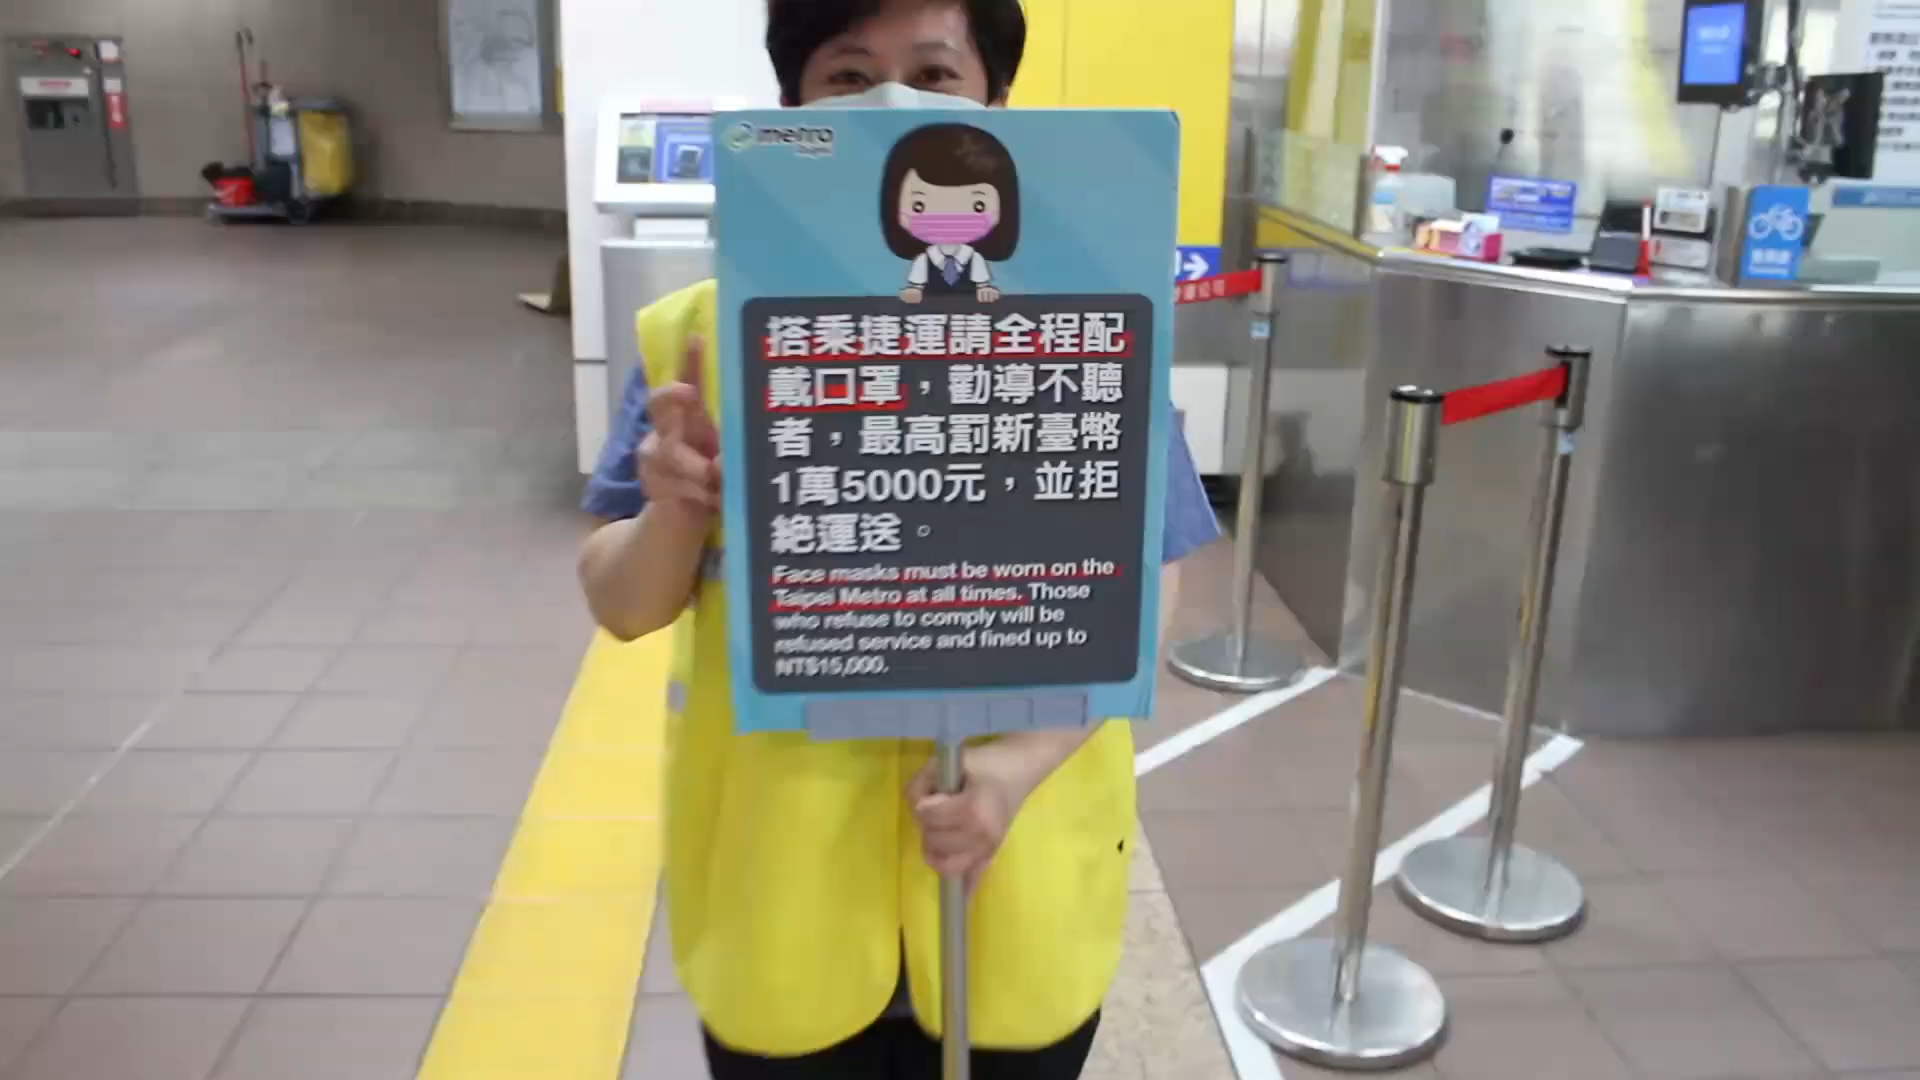 metro
搭乘捷運請全程配
戴口罩，勸導不聽
者，最高罰新臺幣
1萬5000元，並拒
絕運送。
Face masks must be worn on the
Taipei Metro at all times. Those
who refuse to comply will be
refused service and fined up to
NT$15,000.